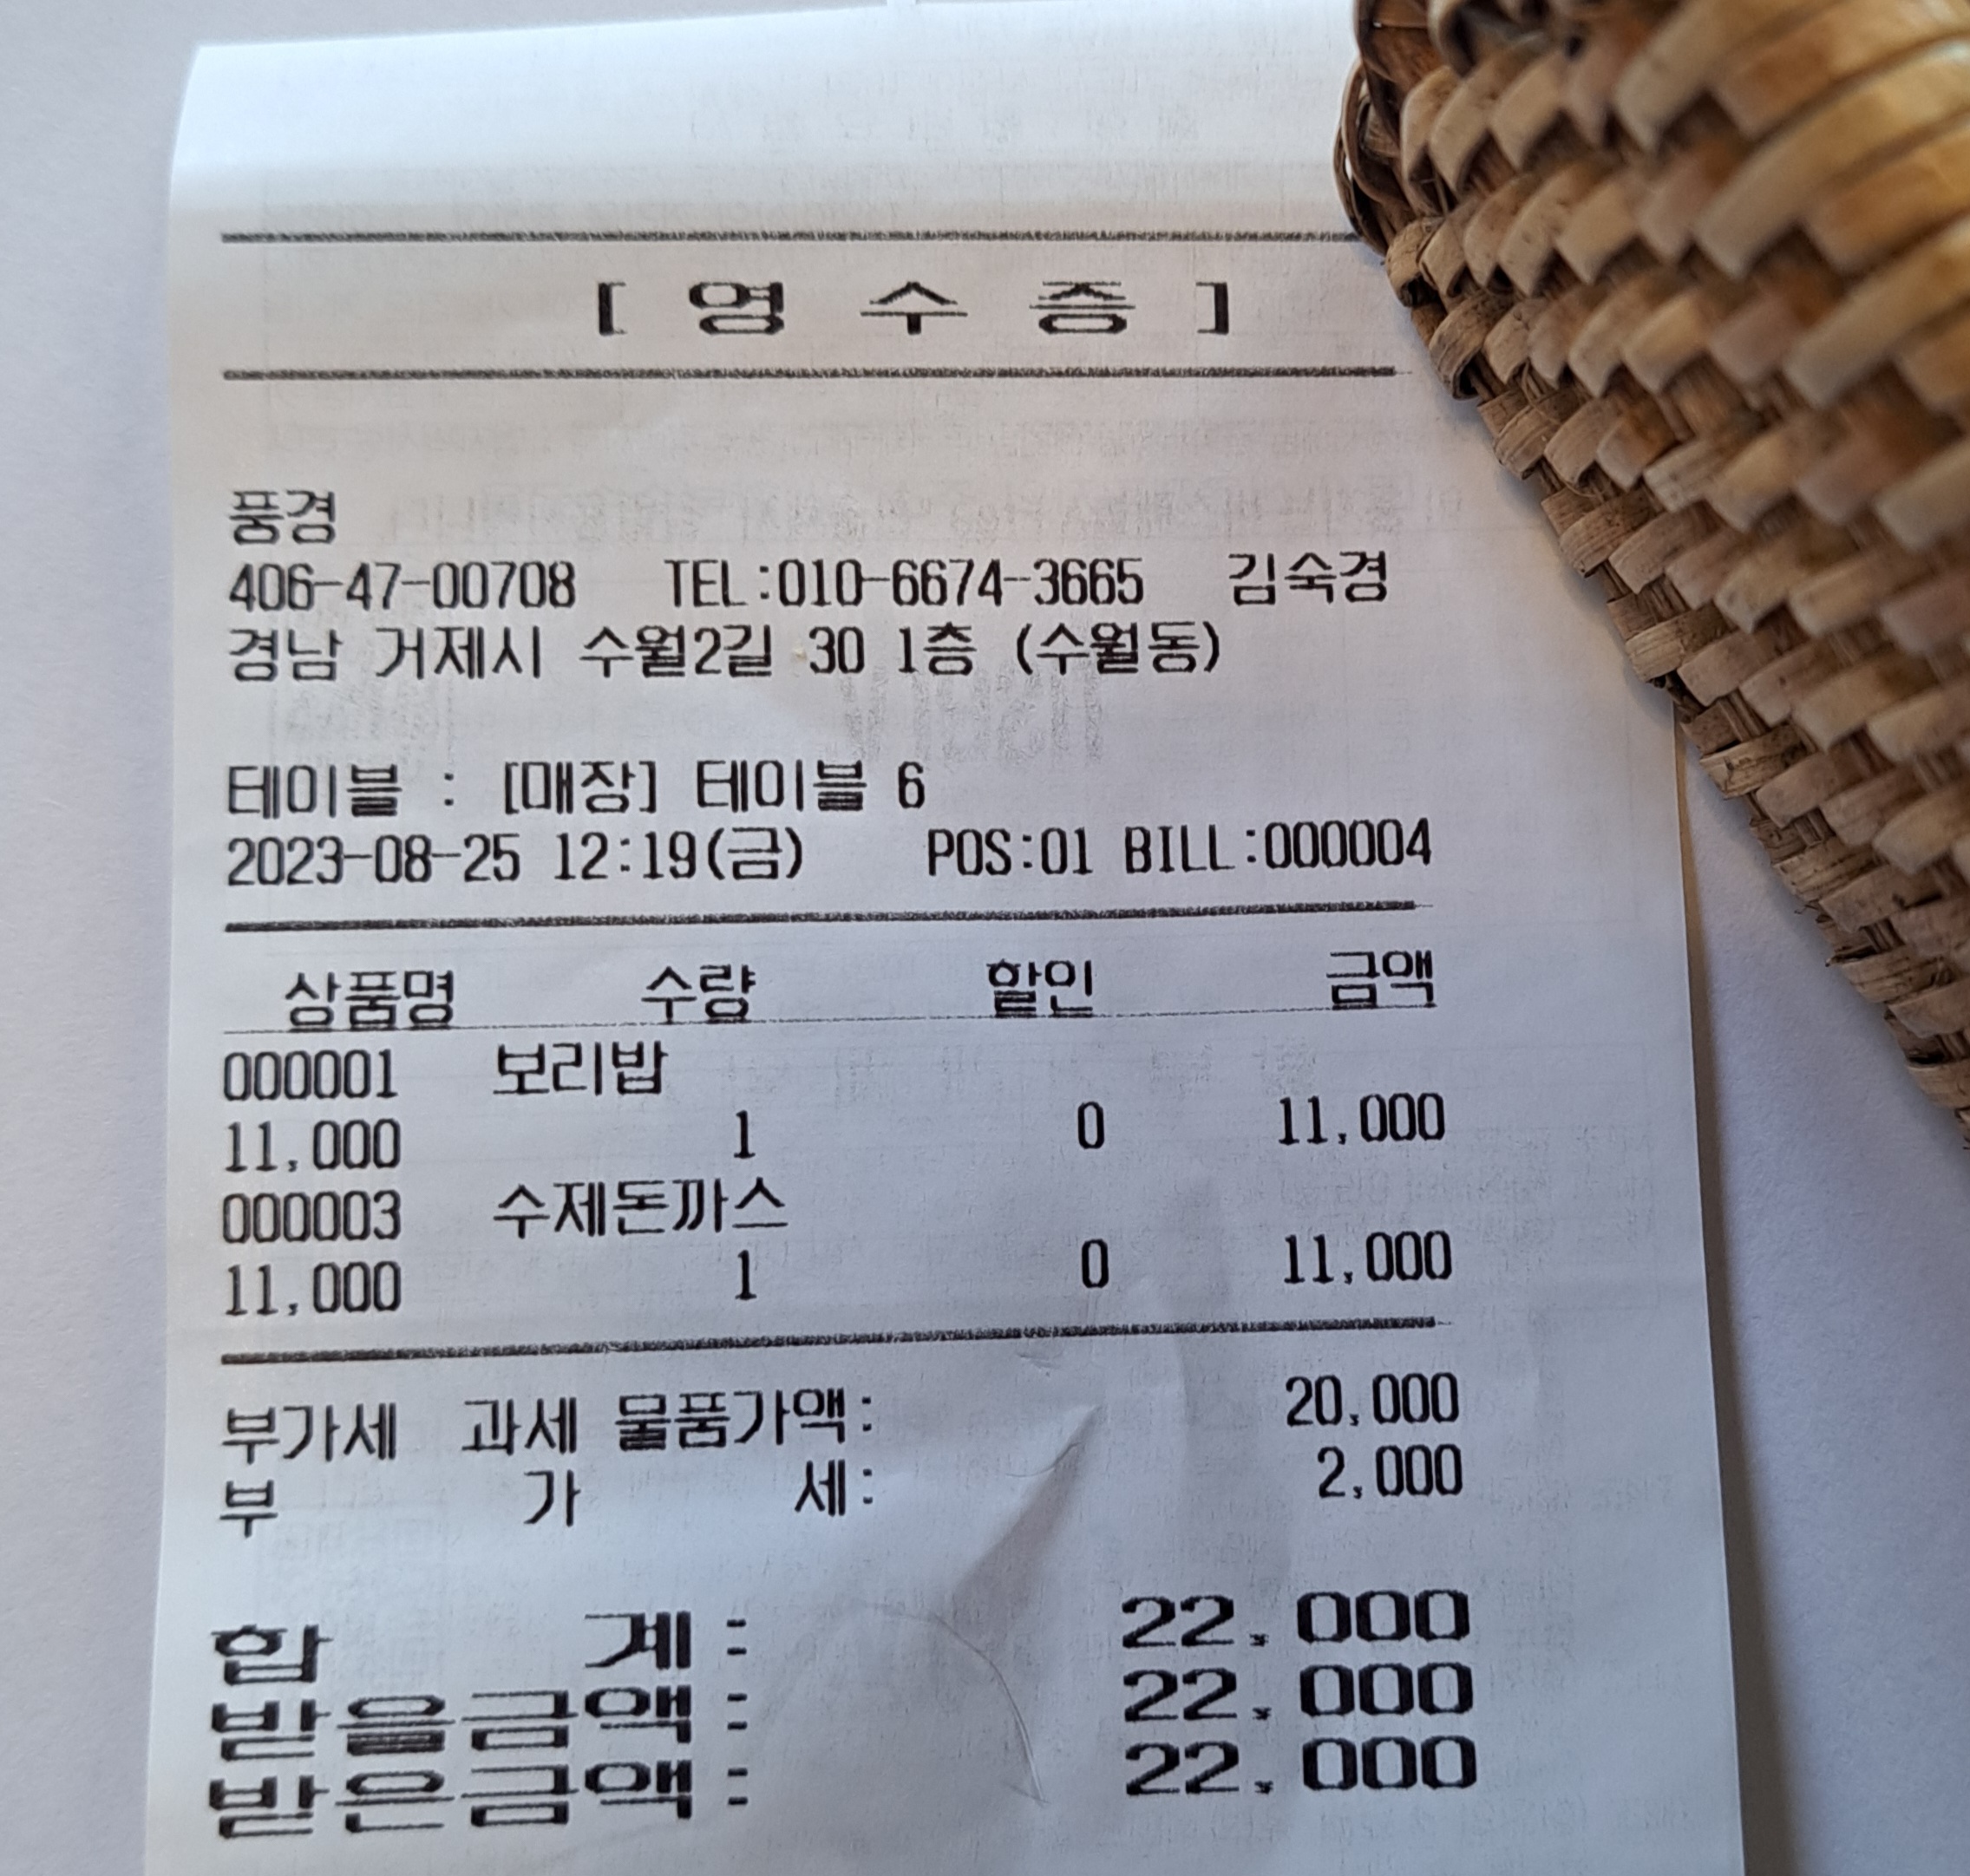 [ 영 수 증 ]
풍경
406-47-00708 TEL:010-6674-3665 김숙경
경남 거제시 수월2길 30 1층 (수월동)
테이블 : [매장] 테이블 6
2023-08-25 12:19(금) POS:01 BILL:000004
상품명 수량 할인 금액
000001 보리밥
11,000 1 0 11,000
000003 수제돈까스
11,000 1 0 11,000
부가세 과세 물품가액: 20,000
부 가 세: 2,000
합 계: 22,000
받을금액: 22,000
받은금액: 22,000